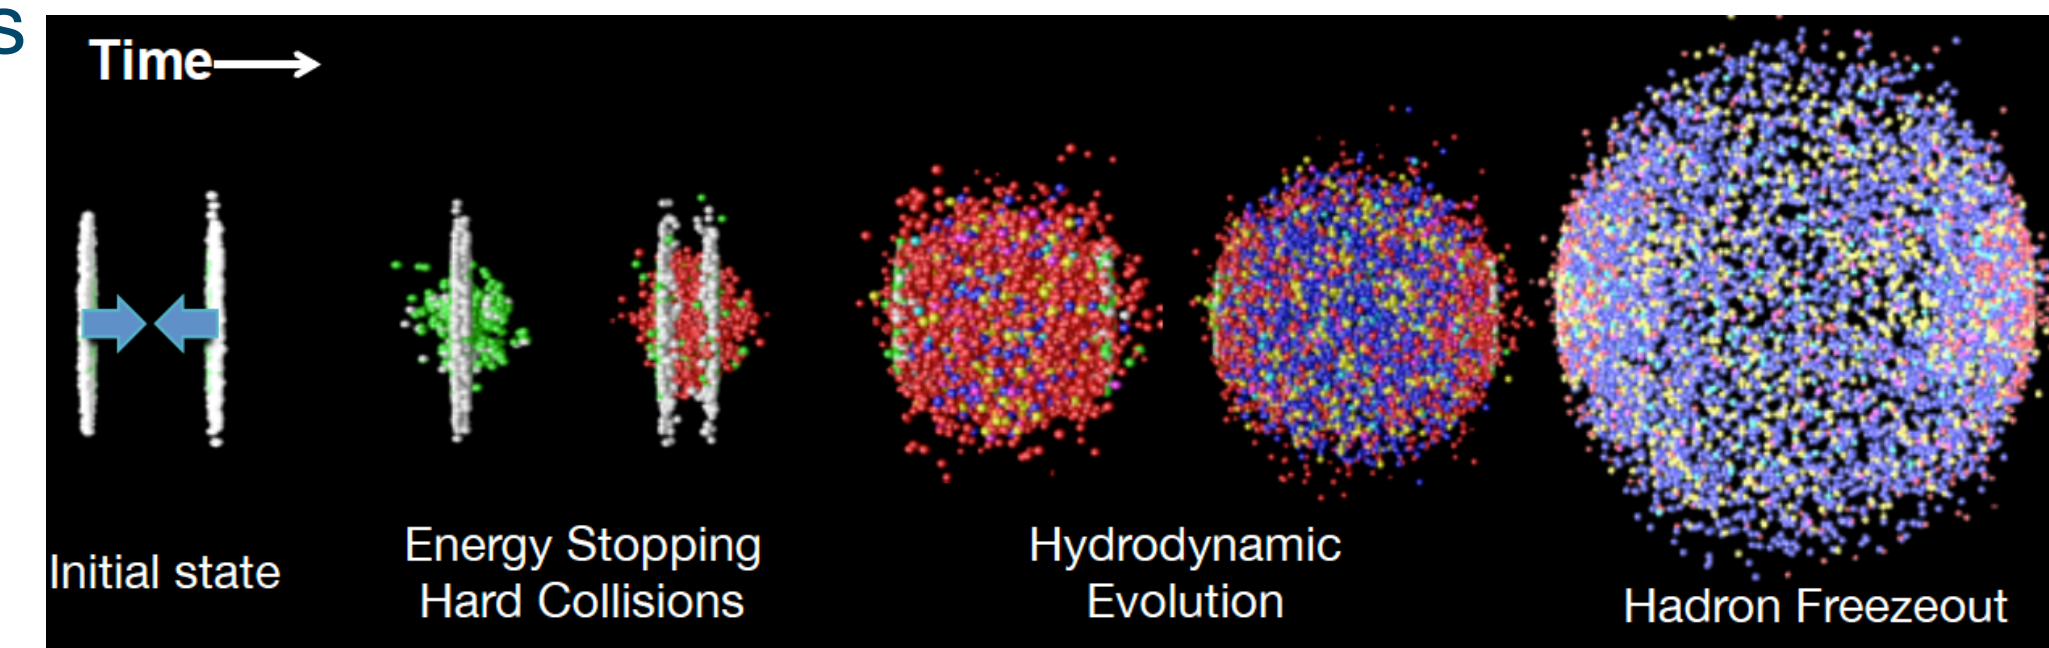 s
Time
Initial state
Energy Stopping
Hard Collisions
Hydrodynamic
Evolution
Hadron Freezeout